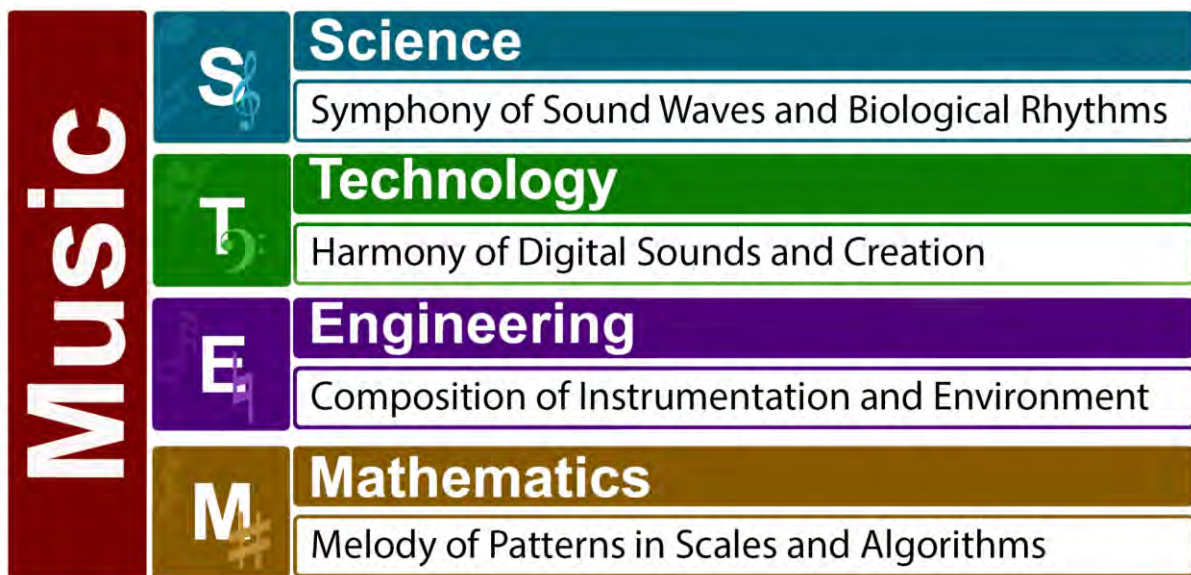 Music
S
Science
Symphony of Sound Waves and Biological Rhythms
T
Technology
Harmony of Digital Sounds and Creation
E
Engineering
Composition of Instrumentation and Environment
M
Mathematics
Melody of Patterns in Scales and Algorithms